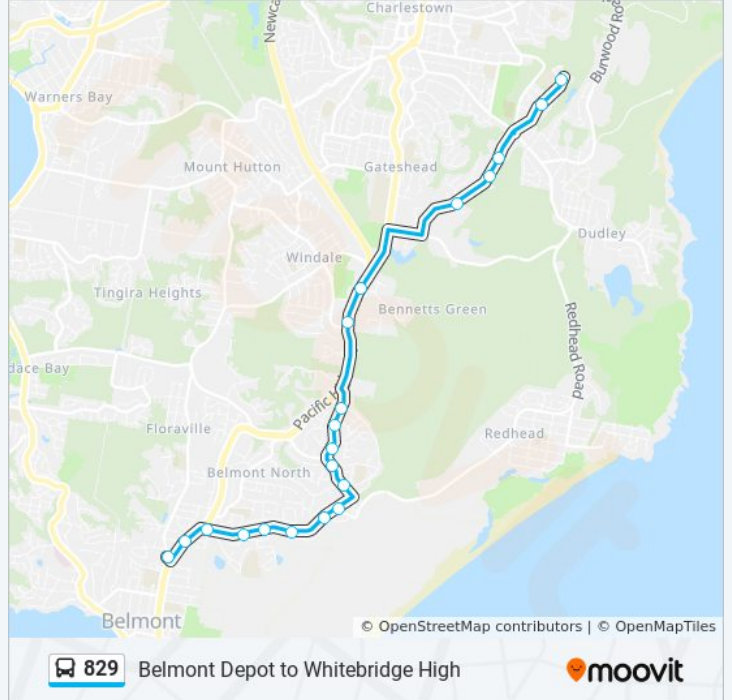 Charlestown
Newca
Burwood Roa
Warners Bay
Mount Hutton
Gateshead
Dudley
Windale
Tingira Heights
Bennetts Green
Redhead Road
dace Bay
Pacific H
Floraville
Redhead
Belmont North
Belmont
© OpenStreetMap contributors | © OpenMapTiles
829 Belmont Depot to Whitebridge High
moovit